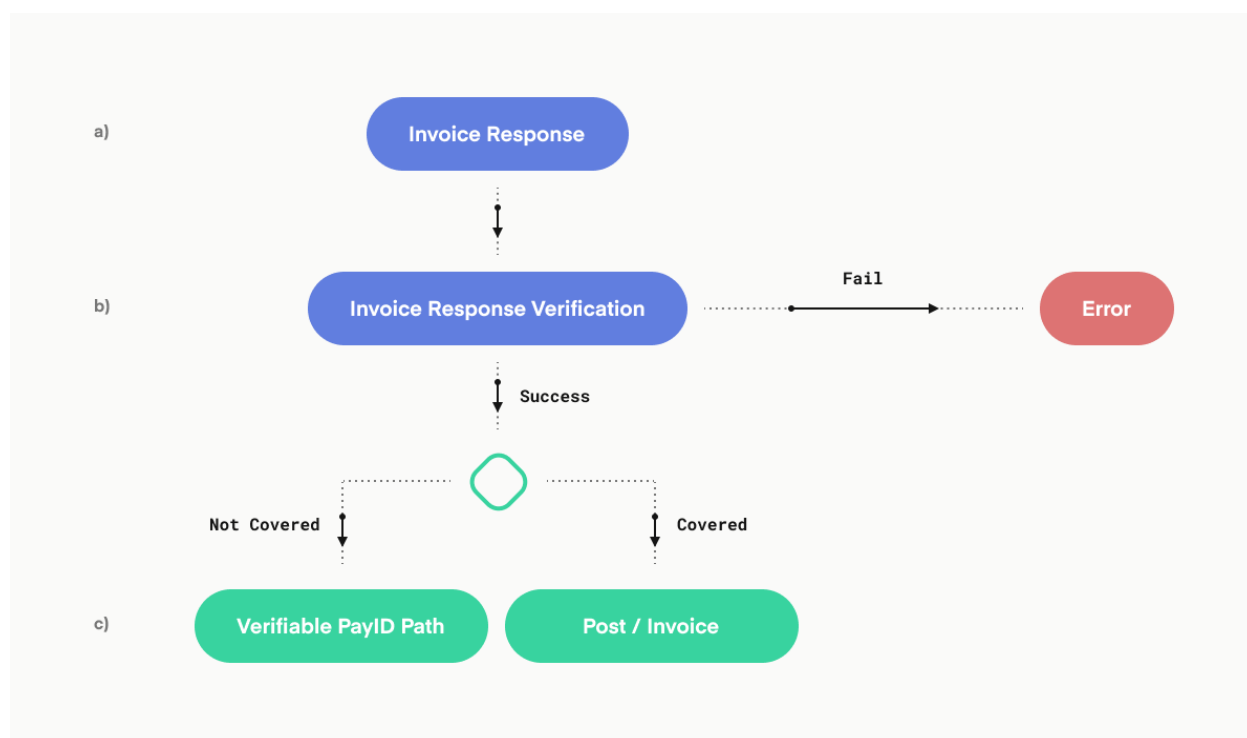 a)
Invoice Response
b)
Invoice Response Verification
Fail
Error
Success
Not Covered
Covered
c)
Verifiable PayID Path
Post / Invoice